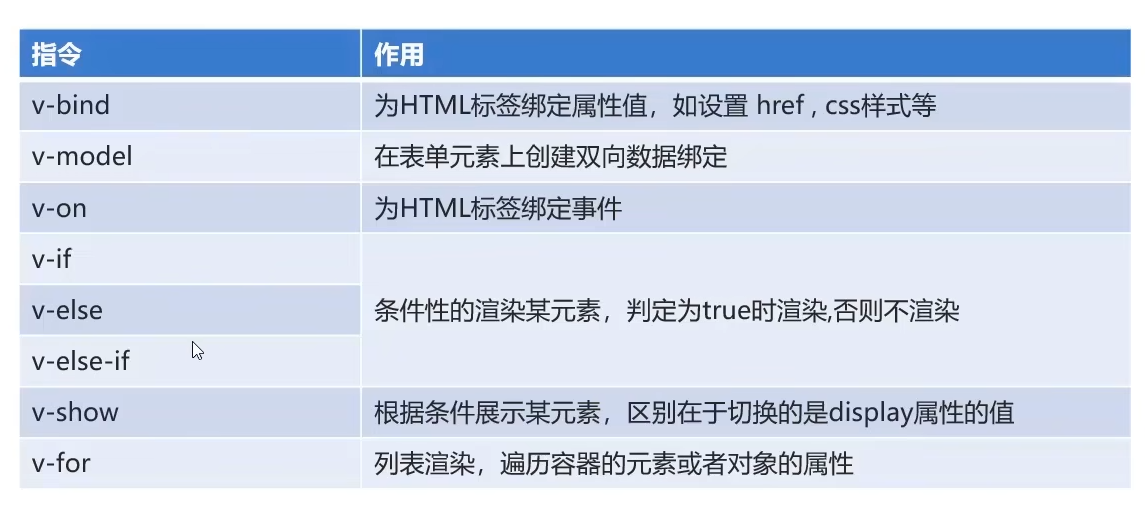 指令 作用
v-bind 为HTML标签绑定属性值，如设置 href , css样式等
v-model 在表单元素上创建双向数据绑定
v-on 为HTML标签绑定事件
v-if
v-else 条件性的渲染某元素，判定为true时渲染,否则不渲染
v-else-if
v-show 根据条件展示某元素，区别在于切换的是display属性的值
v-for 列表渲染，遍历容器的元素或者对象的属性